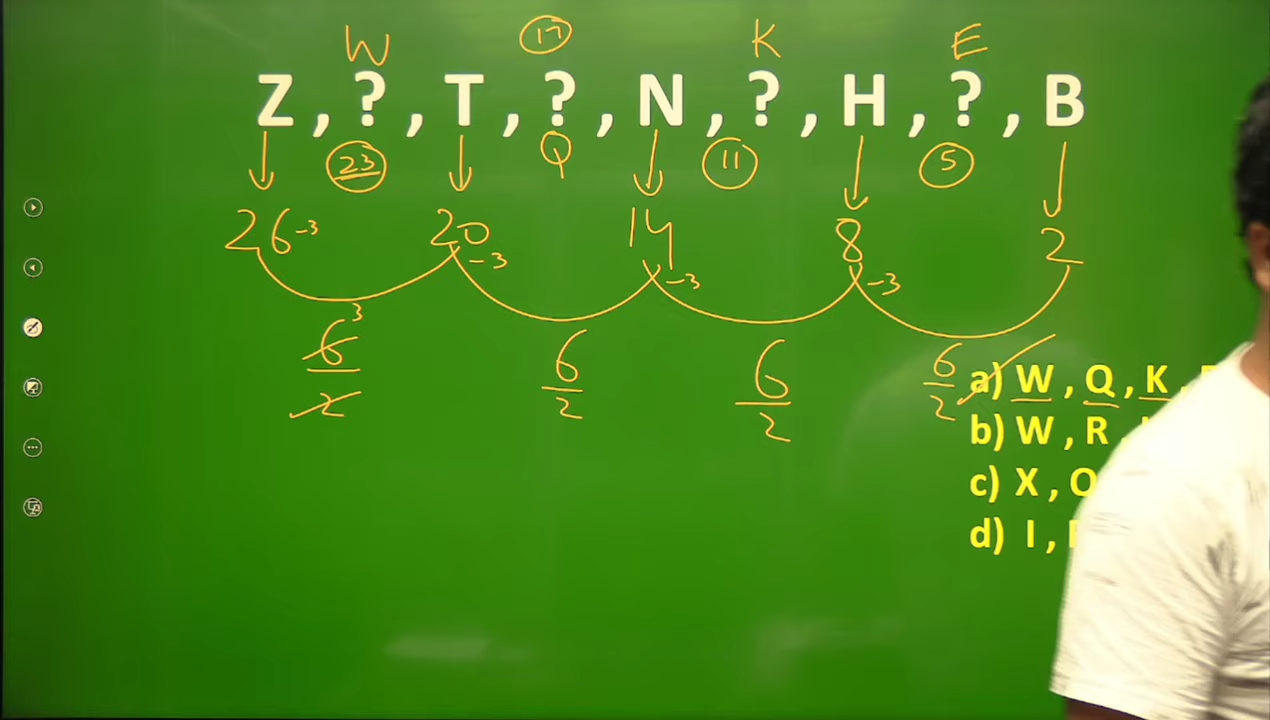 W 17 K E
Z , ? , T , ? , N , ? , H , ? , B
23 Q 11 5
26 -3 20 -3 14 -3 8 -3 2
6 3 6 6 6
2 2 2 2
a) W , Q , K ,
b) W , R ,
c) X ,
d) I ,